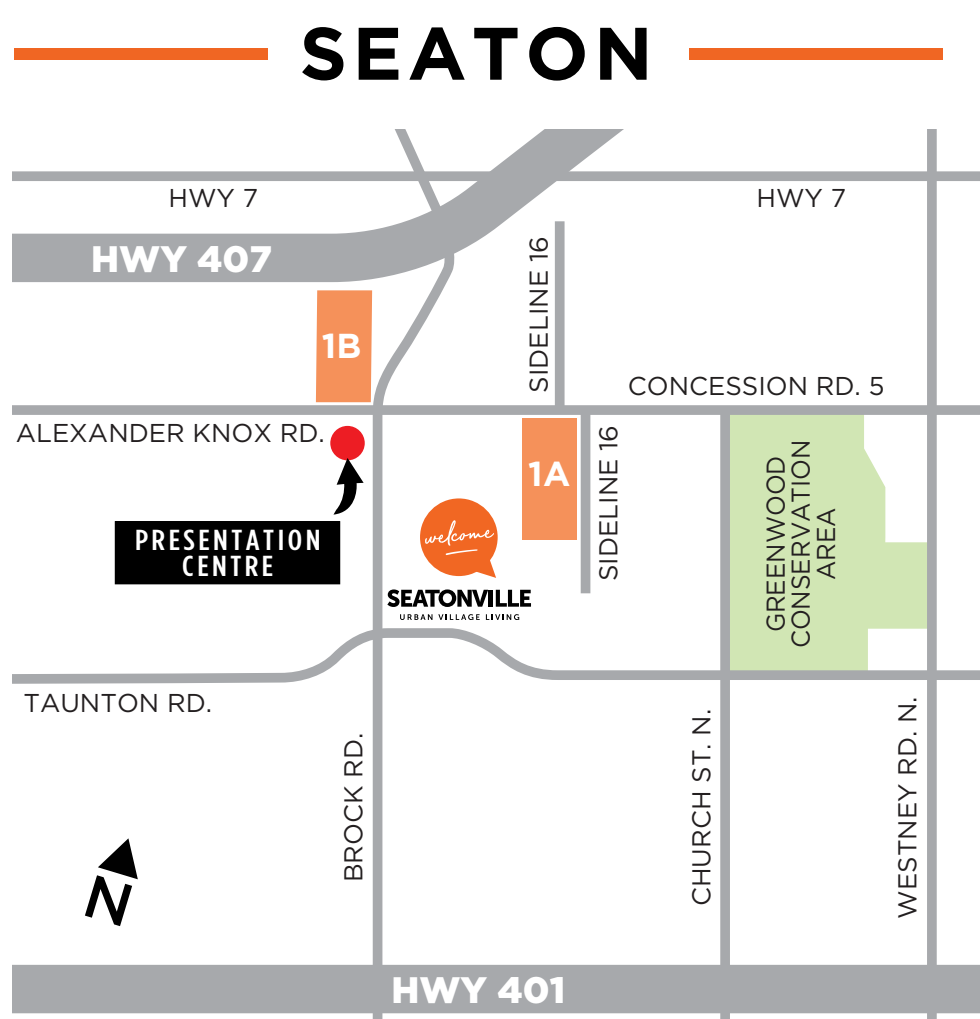 SEATON
HWY 7
HWY 7
HWY 407
SIDELINE 16
1B
CONCESSION RD. 5
ALEXANDER KNOX RD.
1A
SIDELINE 16
GREENWOOD
CONSERVATION
AREA
PRESENTATION
CENTRE
welcome
SEATONVILLE
URBAN VILLAGE LIVING
TAUNTON RD.
BROCK RD.
CHURCH ST. N.
WESTNEY RD. N.
N
HWY 401